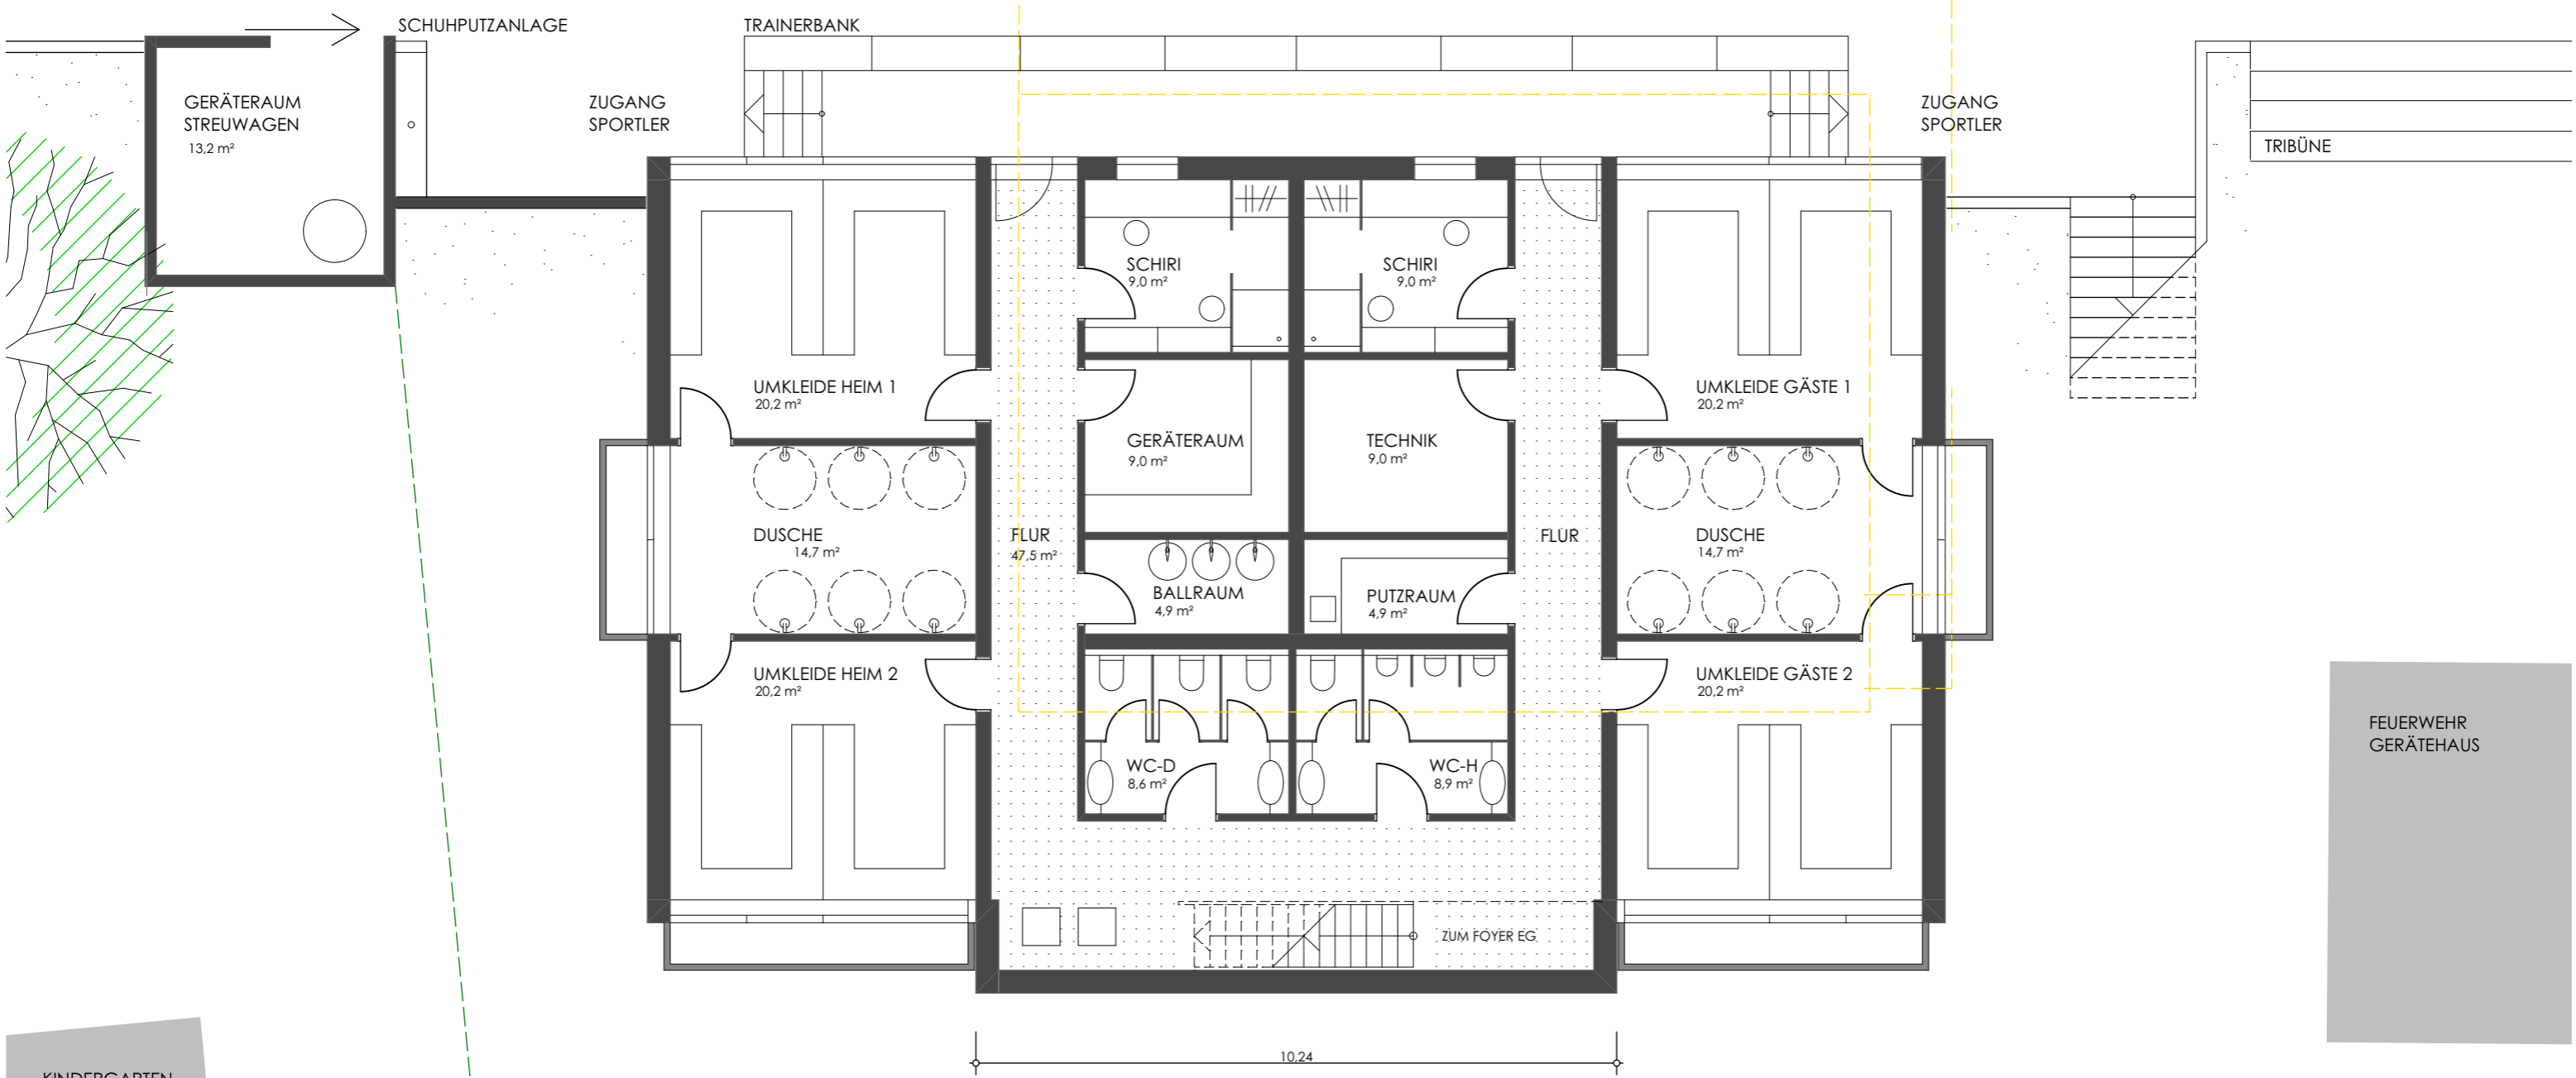 SCHUHPUTZANLAGE
TRAINERBANK
GERÄTERAUM
STREUWAGEN
13,2 m²
ZUGANG
SPORTLER
ZUGANG
SPORTLER
TRIBÜNE
SCHIRI
9,0 m²
SCHIRI
9,0 m²
UMKLEIDE HEIM 1
20,2 m²
UMKLEIDE GÄSTE 1
20,2 m²
GERÄTERAUM
9,0 m²
TECHNIK
9,0 m²
DUSCHE
14,7 m²
FLUR
47,5 m²
FLUR
DUSCHE
14,7 m²
BALLRAUM
4,9 m²
PUTZRAUM
4,9 m²
UMKLEIDE HEIM 2
20,2 m²
UMKLEIDE GÄSTE 2
20,2 m²
FEUERWEHR
GERÄTEHAUS
WC-D
8,6 m²
WC-H
8,9 m²
ZUM FOYER EG
10,24
KINDERGARTEN